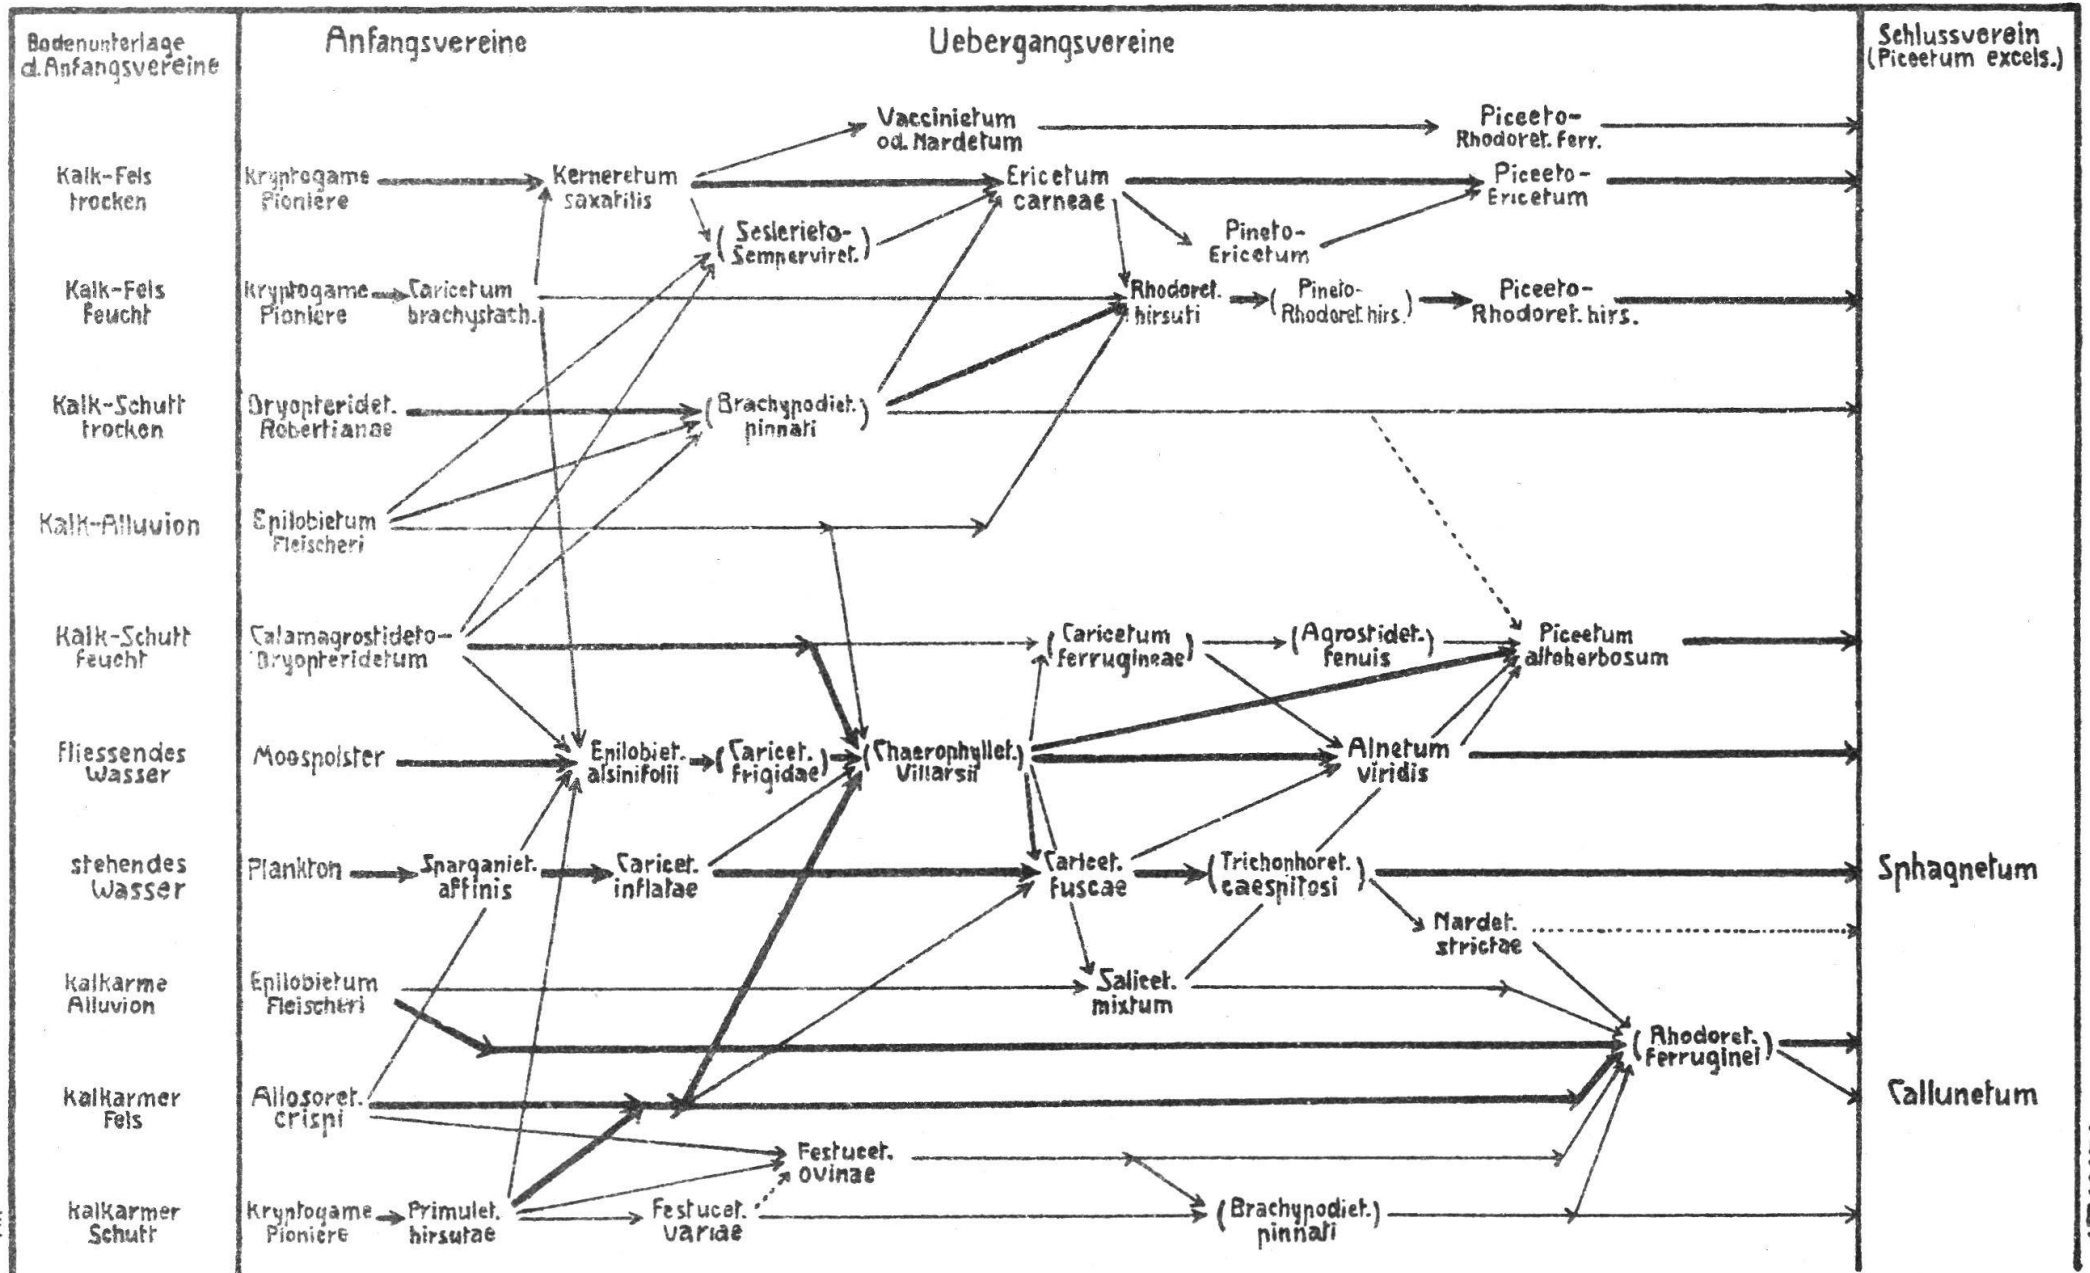 Bodenunterlage
d. Anfangsvereine
Anfangsvereine
Uebergangsvereine
Schlussverein
(Piceetum excels.)
Vaccinietum
od. Nardetum
Piceeto-
Rhodoret. ferr.
Kalk-Fels
trocken
Kryptogame
Pioniere
Kerneretum
saxatilis
Ericetum
carneae
Piceeto-
Ericetum
(Seslerieto-
Semperviret.)
Pineto-
Ericetum
Kalk-Fels
feucht
Kryptogame
Pioniere
Caricetum
brachystach.
Rhodoret.
hirsuti
(Pineto-
Rhodoret. hirs.)
Piceeto-
Rhodoret. hirs.
Kalk-Schutt
trocken
Dryopteridet.
Robertianae
(Brachypodiet.
pinnati)
Kalk-Alluvion
Epilobietum
Fleischeri
Kalk-Schutt
feucht
Calamagrostideto-
Dryopteridetum
(Caricetum
ferrugineae)
(Agrostidet.
tenuis)
Piceetum
altoherbosum
fliessendes
Wasser
Moospolster
Epilobiet.
alsinifolii
(Caricet.
frigidae)
(Chaerophyllet.
Villarsii)
Alnetum
viridis
stehendes
Wasser
Plankton
Sparganiet.
affinis
Caricet.
inflatae
Caricet.
fuscae
(Trichophoret.
caespitosi)
Sphagnetum
Nardet.
strictae
kalkarme
Alluvion
Epilobietum
Fleischeri
Salicet.
mixtum
(Rhodoret.
ferruginei)
kalkarmer
Fels
Allosoret.
crispi
Callunetum
Festucet.
ovinae
kalkarmer
Schutt
Kryptogame
Pioniere
Primulet.
hirsutae
Festucet.
variae
(Brachypodiet.
pinnati)